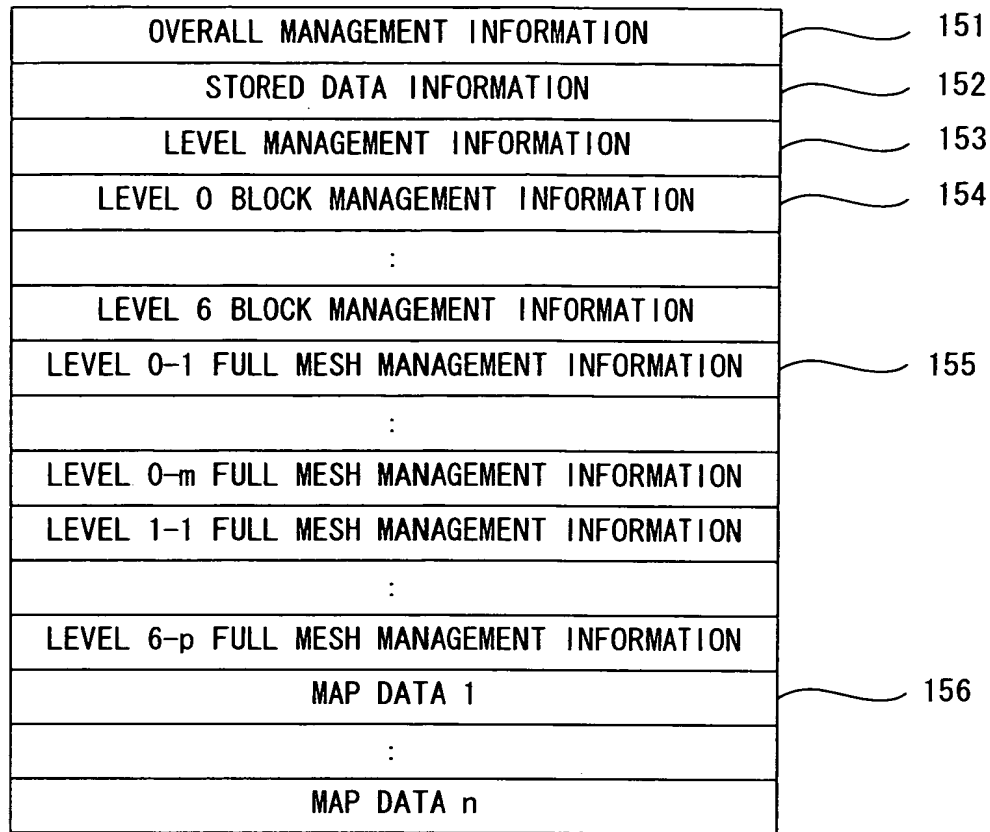 OVERALL MANAGEMENT INFORMATION 151
STORED DATA INFORMATION 152
LEVEL MANAGEMENT INFORMATION 153
LEVEL 0 BLOCK MANAGEMENT INFORMATION 154
:
LEVEL 6 BLOCK MANAGEMENT INFORMATION
LEVEL 0-1 FULL MESH MANAGEMENT INFORMATION 155
:
LEVEL 0-m FULL MESH MANAGEMENT INFORMATION
LEVEL 1-1 FULL MESH MANAGEMENT INFORMATION
:
LEVEL 6-p FULL MESH MANAGEMENT INFORMATION
MAP DATA 1 156
:
MAP DATA n